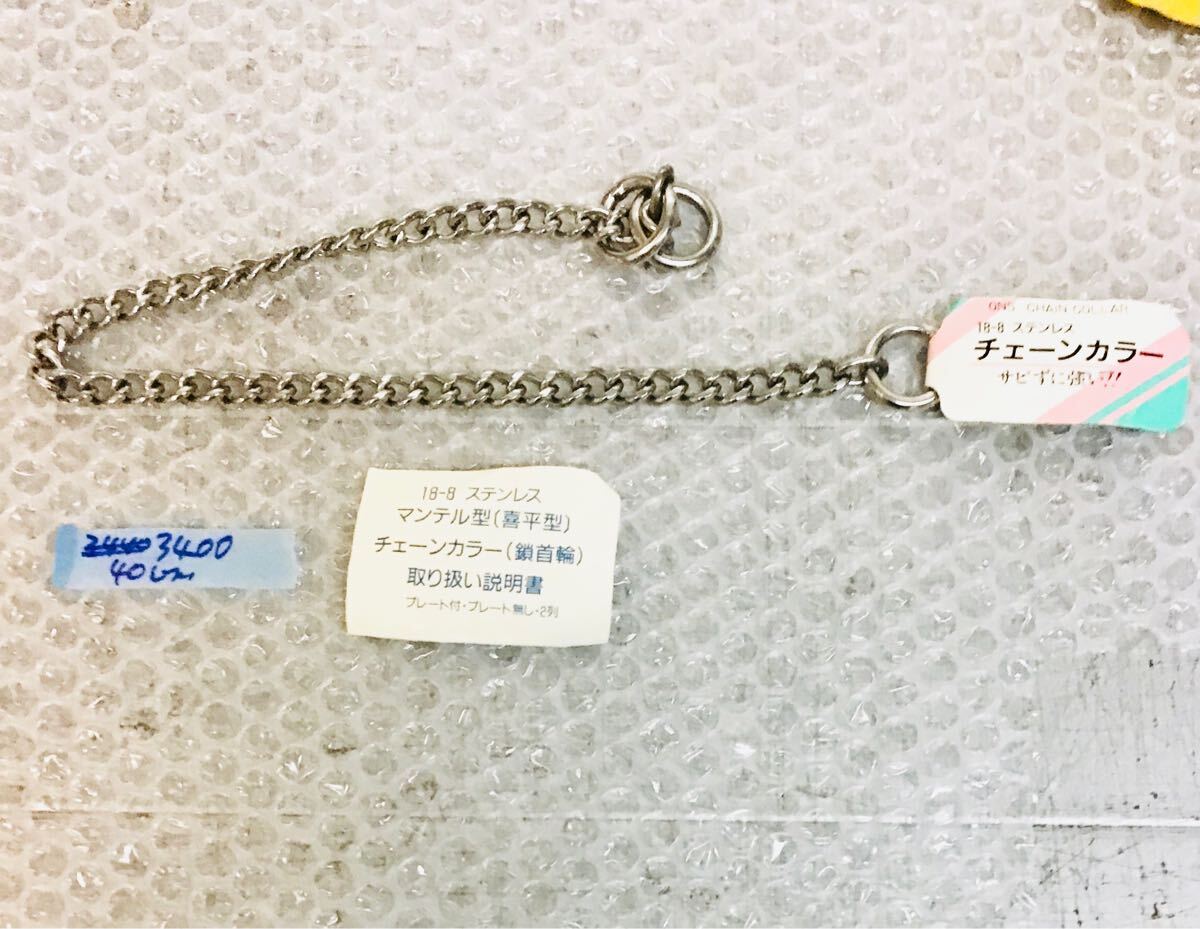 CHAIN COLLAR
18-8 ステンレス
チェーンカラー
サビずに強い!!
18-8 ステンレス
マンテル型(喜平型)
チェーンカラー(鎖首輪)
取り扱い説明書
プレート付・プレート無し・2列
3400
40cm